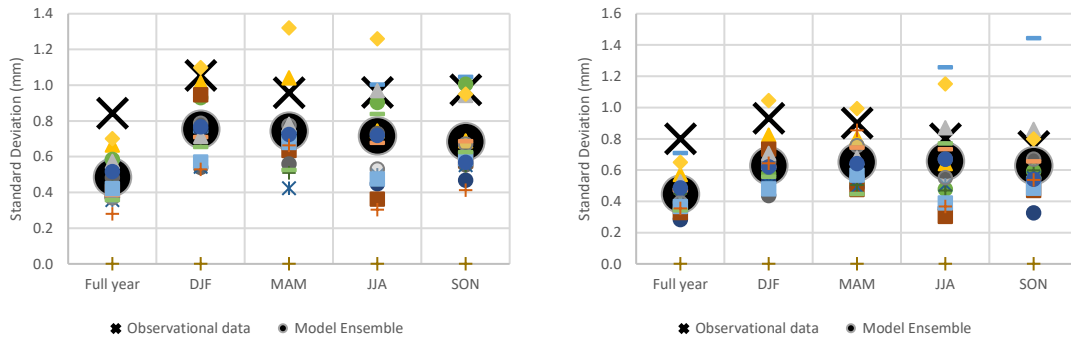 Standard Deviation (mm)
1.4
1.2
1.0
0.8
0.6
0.4
0.2
0.0
Full year DJF MAM JJA SON
Observational data Model Ensemble
Standard Deviation (mm)
1.6
1.4
1.2
1.0
0.8
0.6
0.4
0.2
0.0
Full year DJF MAM JJA SON
Observational data Model Ensemble